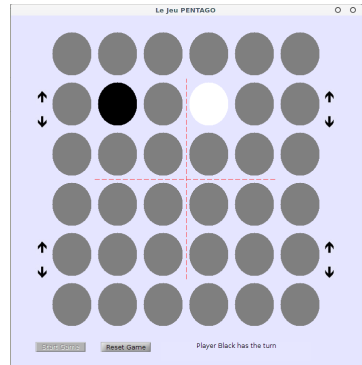 Le Jeu PENTAGO
Start Game
Reset Game
Player Black has the turn